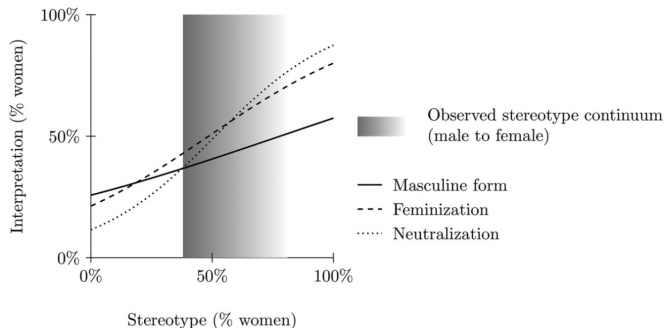 100%
50%
0%
0%
50%
100%
Interpretation (% women)
Stereotype (% women)
Observed stereotype continuum
(male to female)
Masculine form
Feminization
Neutralization